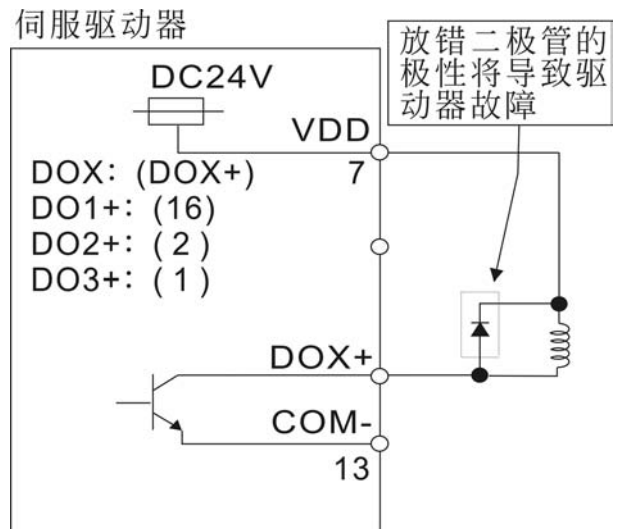 伺服驱动器
放错二极管的
极性将导致驱
动器故障
DC24V
VDD
7
DOX: (DOX+)
DO1+: (16)
DO2+: ( 2 )
DO3+: ( 1 )
DOX+
COM-
13